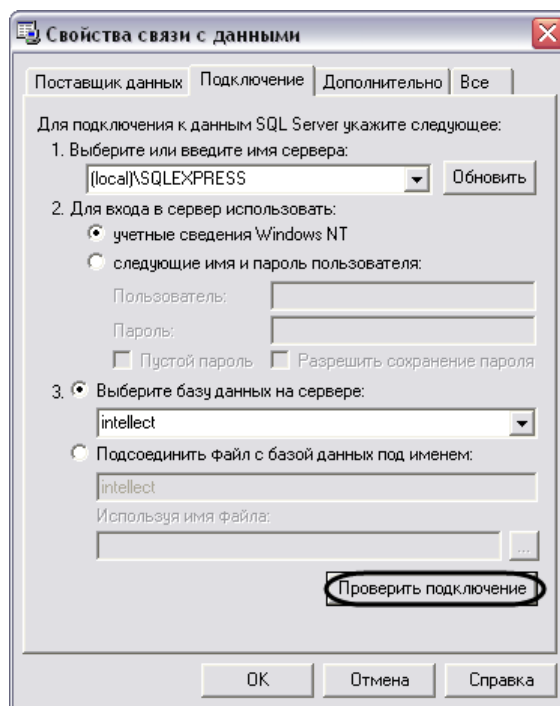 Свойства связи с данными
Поставщик данных Подключение Дополнительно Все
Для подключения к данным SQL Server укажите следующее:
1. Выберите или введите имя сервера:
(local)\SQLEXPRESS Обновить
2. Для входа в сервер использовать:
учетные сведения Windows NT
следующие имя и пароль пользователя:
Пользователь:
Пароль:
Пустой пароль Разрешить сохранение пароля
3. Выберите базу данных на сервере:
intellect
Подсоединить файл с базой данных под именем:
intellect
Используя имя файла:
...
Проверить подключение
OK Отмена Справка